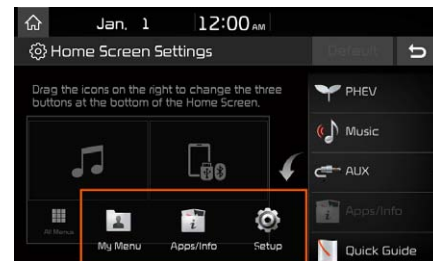 Jan. 1 12:00 AM
Home Screen Settings
Default
Drag the icons on the right to change the three
buttons at the bottom of the Home Screen.
PHEV
Music
AUX
Apps/Info
Quick Guide
All Menus
My Menu
Apps/Info
Setup